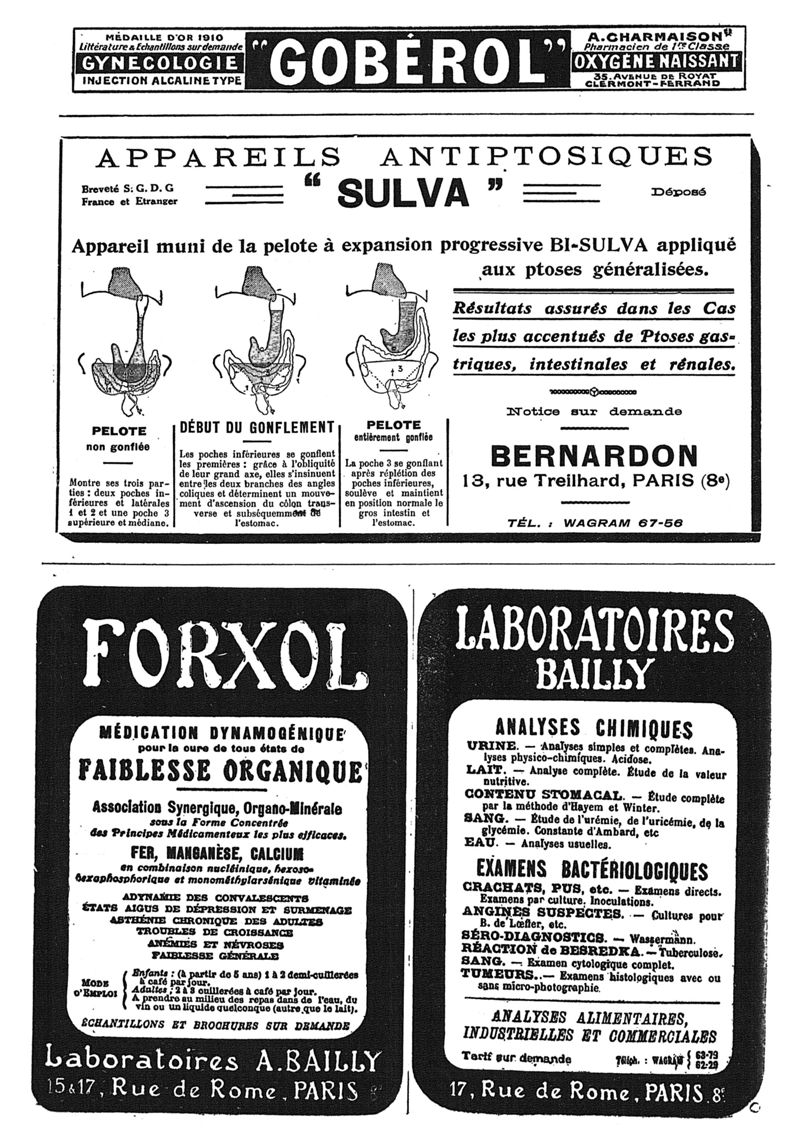 MÉDAILLE D'OR 1910
Littérature & Echantillons sur demande
GYNECOLOGIE
INJECTION ALCALINE TYPE
"GOBÉROL"
A. CHARMAISON
Pharmacien de 1re Classe
OXYGÈNE NAISSANT
35, AVENUE DE ROYAT
CLERMONT-FERRAND
APPAREILS ANTIPTOSIQUES
Breveté S. G. D. G
France et Etranger
" SULVA "
Déposé
Appareil muni de la pelote à expansion progressive BI-SULVA appliqué
aux ptoses généralisées.
Résultats assurés dans les Cas
les plus accentués de Ptoses gas-
triques, intestinales et rénales.
Notice sur demande
BERNARDON
13, rue Treilhard, PARIS (8e)
TÉL. : WAGRAM 67-56
PELOTE
non gonflée
Montre ses trois par-
ties : deux poches in-
férieures et latérales
1 et 2 et une poche 3
supérieure et médiane.
DÉBUT DU GONFLEMENT
Les poches inférieures se gonflent
les premières : grâce à l'obliquité
de leur grand axe, elles s'insinuent
entre les deux branches des angles
coliques et déterminent un mouve-
ment d'ascension du côlon trans-
verse et subséquemment de
l'estomac.
PELOTE
entièrement gonflée
La poche 3 se gonflant
après réplétion des
poches inférieures,
soulève et maintient
en position normale le
gros intestin et
l'estomac.
FORXOL
MÉDICATION DYNAMOGÉNIQUE
pour la cure de tous états de
FAIBLESSE ORGANIQUE
Association Synergique, Organo-Minérale
sous la Forme Concentrée
des Principes Médicamenteux les plus efficaces.
FER, MANGANÈSE, CALCIUM
en combinaison nucléinique, hexoso-
hexaphosphorique et monométhylarsénique vitaminée
ADYNAMIE DES CONVALESCENTS
ÉTATS AIGUS DE DÉPRESSION ET SURMENAGE
ASTHÉNIE CHRONIQUE DES ADULTES
TROUBLES DE CROISSANCE
ANÉMIES ET NÉVROSES
FAIBLESSE GÉNÉRALE
MODE
D'EMPLOI
Enfants : (à partir de 5 ans) 1 à 2 demi-cuillerées
à café par jour.
Adultes : 2 à 3 cuillerées à café par jour.
A prendre au milieu des repas dans de l'eau, du
vin ou un liquide quelconque (autre que le lait).
ÉCHANTILLONS ET BROCHURES SUR DEMANDE
Laboratoires A. BAILLY
15 & 17, Rue de Rome, PARIS 8e
LABORATOIRES
BAILLY
ANALYSES CHIMIQUES
URINE. — Analyses simples et complètes. Ana-
lyses physico-chimiques. Acidose.
LAIT. — Analyse complète. Étude de la valeur
nutritive.
CONTENU STOMACAL. — Étude complète
par la méthode d'Hayem et Winter.
SANG. — Étude de l'urémie, de l'uricémie, de la
glycémie. Constante d'Ambard, etc
EAU. — Analyses usuelles.
EXAMENS BACTÉRIOLOGIQUES
CRACHATS, PUS, etc. — Examens directs.
Examens par culture. Inoculations.
ANGINES SUSPECTES. — Cultures pour
B. de Lœfler, etc.
SÉRO-DIAGNOSTICS. — Wassermann.
RÉACTION de BESREDKA. — Tuberculose.
SANG. — Examen cytologique complet.
TUMEURS. — Examens histologiques avec ou
sans micro-photographie.
ANALYSES ALIMENTAIRES,
INDUSTRIELLES ET COMMERCIALES
Tarif sur demande
Téléph. : WAGRAM 63-79
62-29
17, Rue de Rome, PARIS. 8e